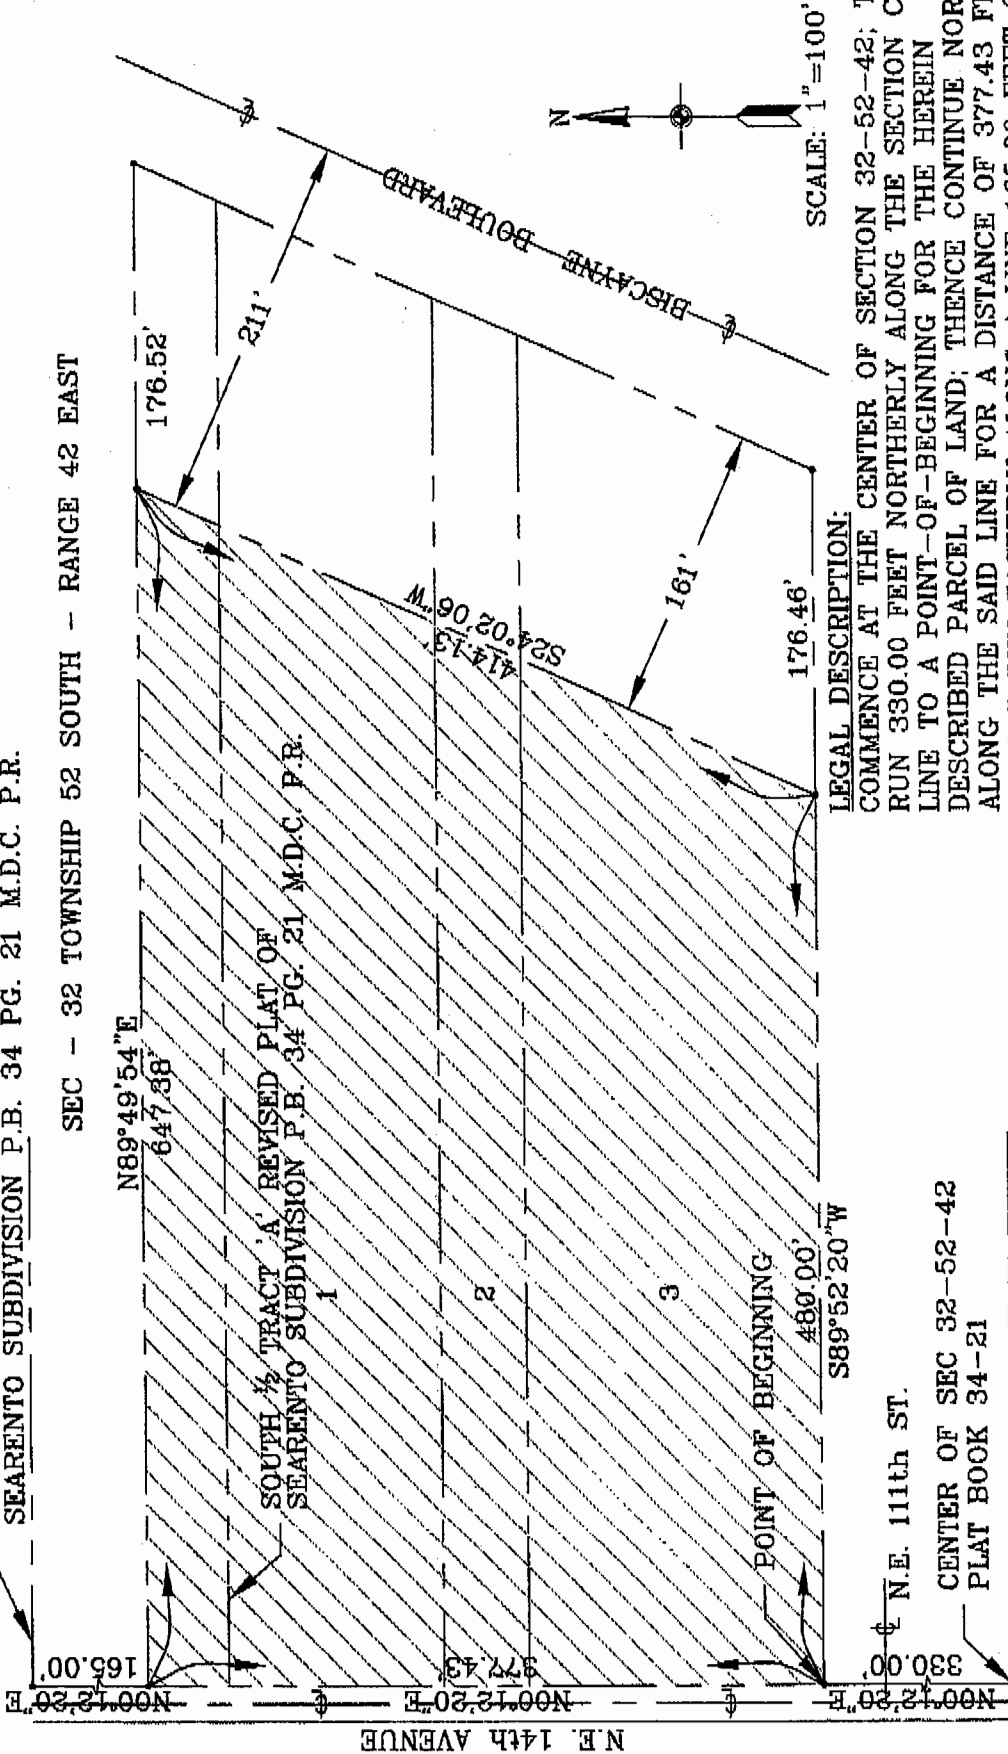 SEARENTO SUBDIVISION P.B. 34 PG. 21 M.D.C. P.R.
SEC - 32 TOWNSHIP 52 SOUTH - RANGE 42 EAST
N89°49'54"E
647.38'
176.52'
211'
BISCAYNE BOULEVARD
N
SCALE: 1"=100'
S24°02'06"W
414.13'
161'
176.46'
SOUTH ½ TRACT 'A' REVISED PLAT OF
SEARENTO SUBDIVISION P.B. 34 PG. 21 M.D.C. P.R.
1
2
3
POINT OF BEGINNING
480.00'
S89°52'20"W
165.00'
N00°12'20"E
377.43'
N00°12'20"E
330.00'
N00°12'20"E
N.E. 14th AVENUE
N.E. 111th ST.
CENTER OF SEC 32-52-42
PLAT BOOK 34-21
LEGAL DESCRIPTION:
COMMENCE AT THE CENTER OF SECTION 32-52-42;
RUN 330.00 FEET NORTHERLY ALONG THE SECTION
LINE TO A POINT-OF-BEGINNING FOR THE HEREIN
DESCRIBED PARCEL OF LAND; THENCE CONTINUE
ALONG THE SAID LINE FOR A DISTANCE OF 377.43